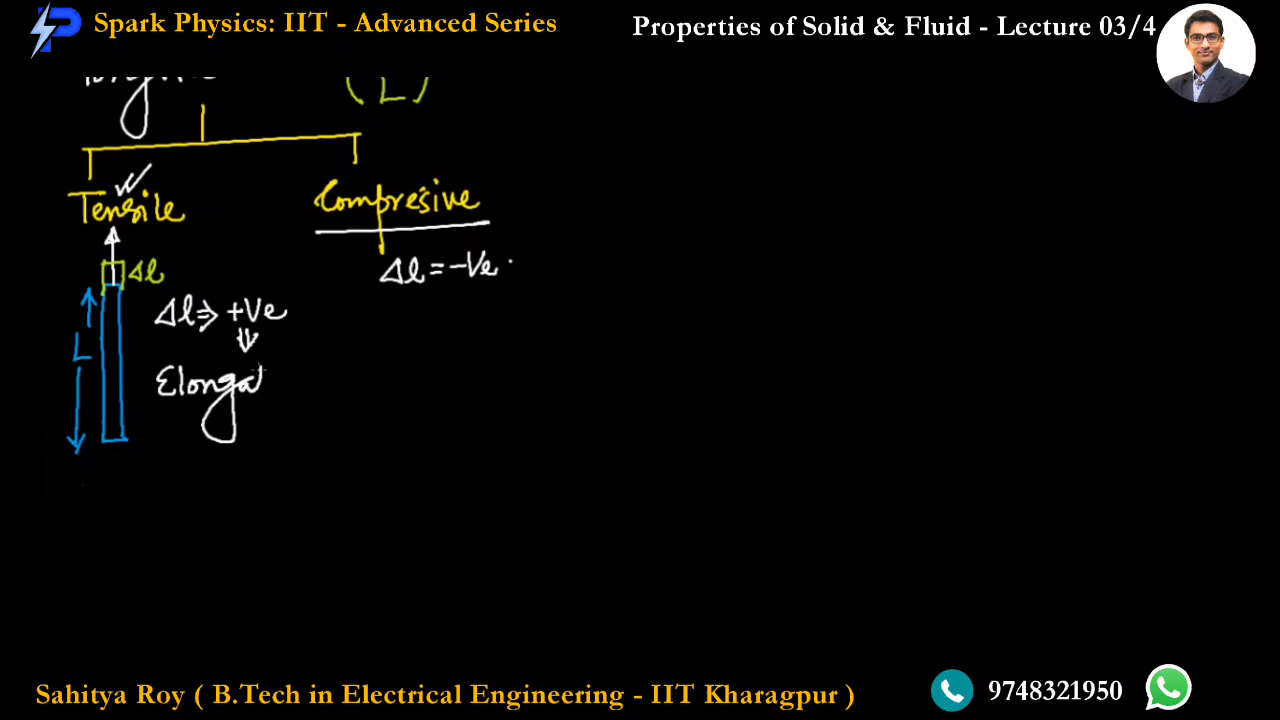 Spark Physics: IIT - Advanced Series
Properties of Solid & Fluid - Lecture 03/4
(L)
Tensile
Compresive
Δl
Δl = -Ve.
Δl ⇒ +Ve
⇓
L
Elongat
Sahitya Roy ( B.Tech in Electrical Engineering - IIT Kharagpur )
9748321950